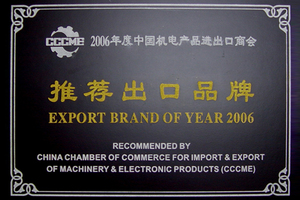 CCCME
2006年度中国机电产品进出口商会
推荐出口品牌
EXPORT BRAND OF YEAR 2006
RECOMMENDED BY
CHINA CHAMBER OF COMMERCE FOR IMPORT & EXPORT
OF MACHINERY & ELECTRONIC PRODUCTS (CCCME)